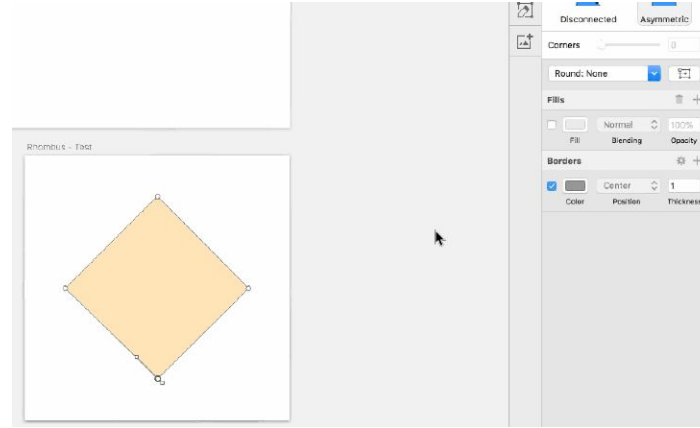 Disconnected Asymmetric
Corners 0
Round: None
Fills
Normal 100%
Fill Blending Opacity
Borders
Center 1
Color Position Thickness
Rhombus - Test